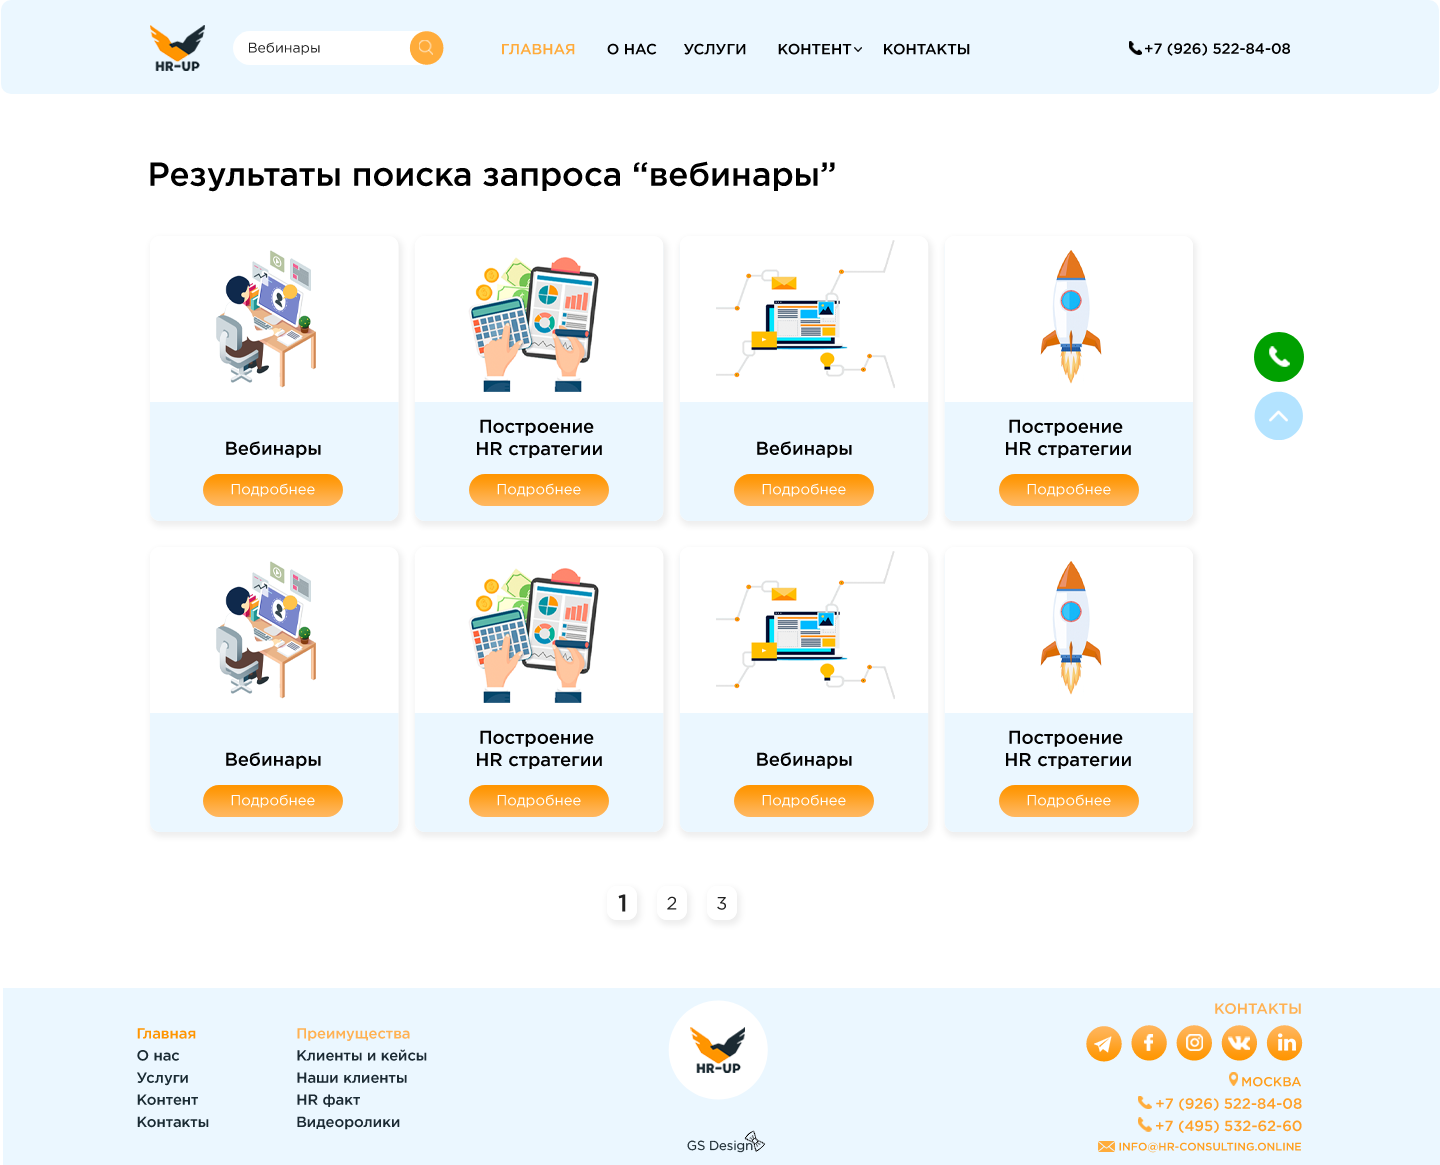 HR-UP
Вебинары
ГЛАВНАЯ
О НАС
УСЛУГИ
КОНТЕНТ
КОНТАКТЫ
+7 (926) 522-84-08
Результаты поиска запроса “вебинары”
Вебинары
Подробнее
Построение
HR стратегии
Подробнее
Вебинары
Подробнее
Построение
HR стратегии
Подробнее
Вебинары
Подробнее
Построение
HR стратегии
Подробнее
Вебинары
Подробнее
Построение
HR стратегии
Подробнее
1
2
3
Главная
О нас
Услуги
Контент
Контакты
Преимущества
Клиенты и кейсы
Наши клиенты
HR факт
Видеоролики
HR-UP
GS Design
КОНТАКТЫ
МОСКВА
+7 (926) 522-84-08
+7 (495) 532-62-60
INFO@HR-CONSULTING.ONLINE